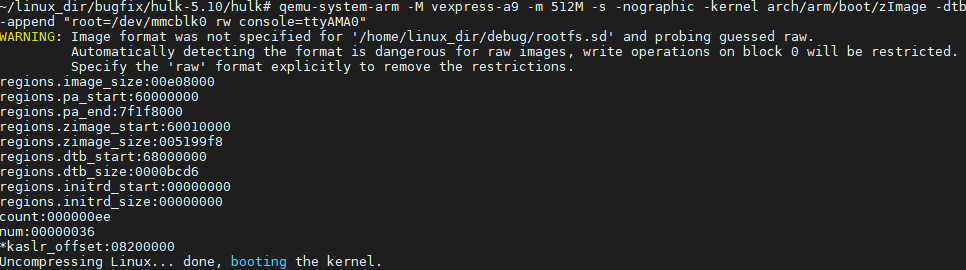 ~/linux_dir/bugfix/hulk-5.10/hulk# qemu-system-arm -M vexpress-a9 -m 512M -s -nographic -kernel arch/arm/boot/zImage -dtb
-append "root=/dev/mmcblk0 rw console=ttyAMA0"
WARNING: Image format was not specified for '/home/linux_dir/debug/rootfs.sd' and probing guessed raw.
Automatically detecting the format is dangerous for raw images, write operations on block 0 will be restricted.
Specify the 'raw' format explicitly to remove the restrictions.
regions.image_size:00e08000
regions.pa_start:60000000
regions.pa_end:7f1f8000
regions.zimage_start:60010000
regions.zimage_size:005199f8
regions.dtb_start:68000000
regions.dtb_size:0000bcd6
regions.initrd_start:00000000
regions.initrd_size:00000000
count:000000ee
num:00000036
*kaslr_offset:08200000
Uncompressing Linux... done, booting the kernel.